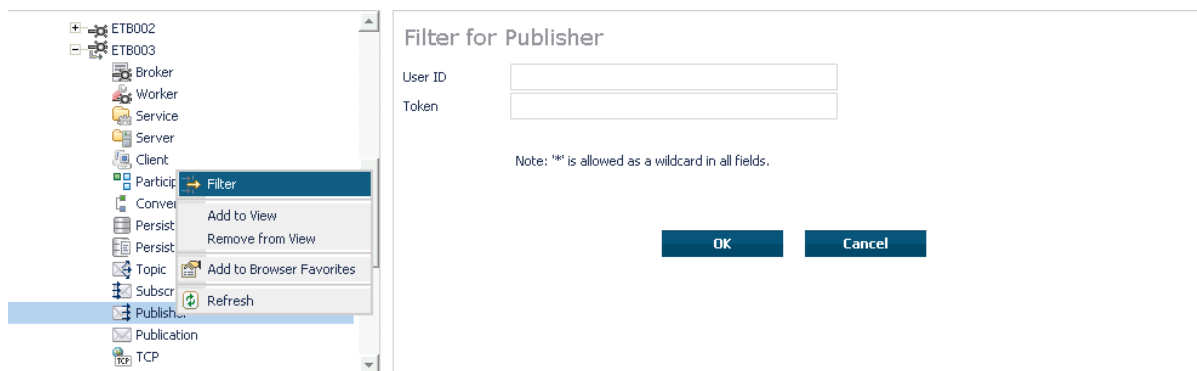 ETB002
ETB003
Broker
Worker
Service
Server
Client
Particip
Conver
Persist
Persist
Topic
Subscr
Publisher
Publication
TCP
TCP
Filter
Add to View
Remove from View
Add to Browser Favorites
Refresh
Filter for Publisher
User ID
Token
Note: '*' is allowed as a wildcard in all fields.
OK Cancel